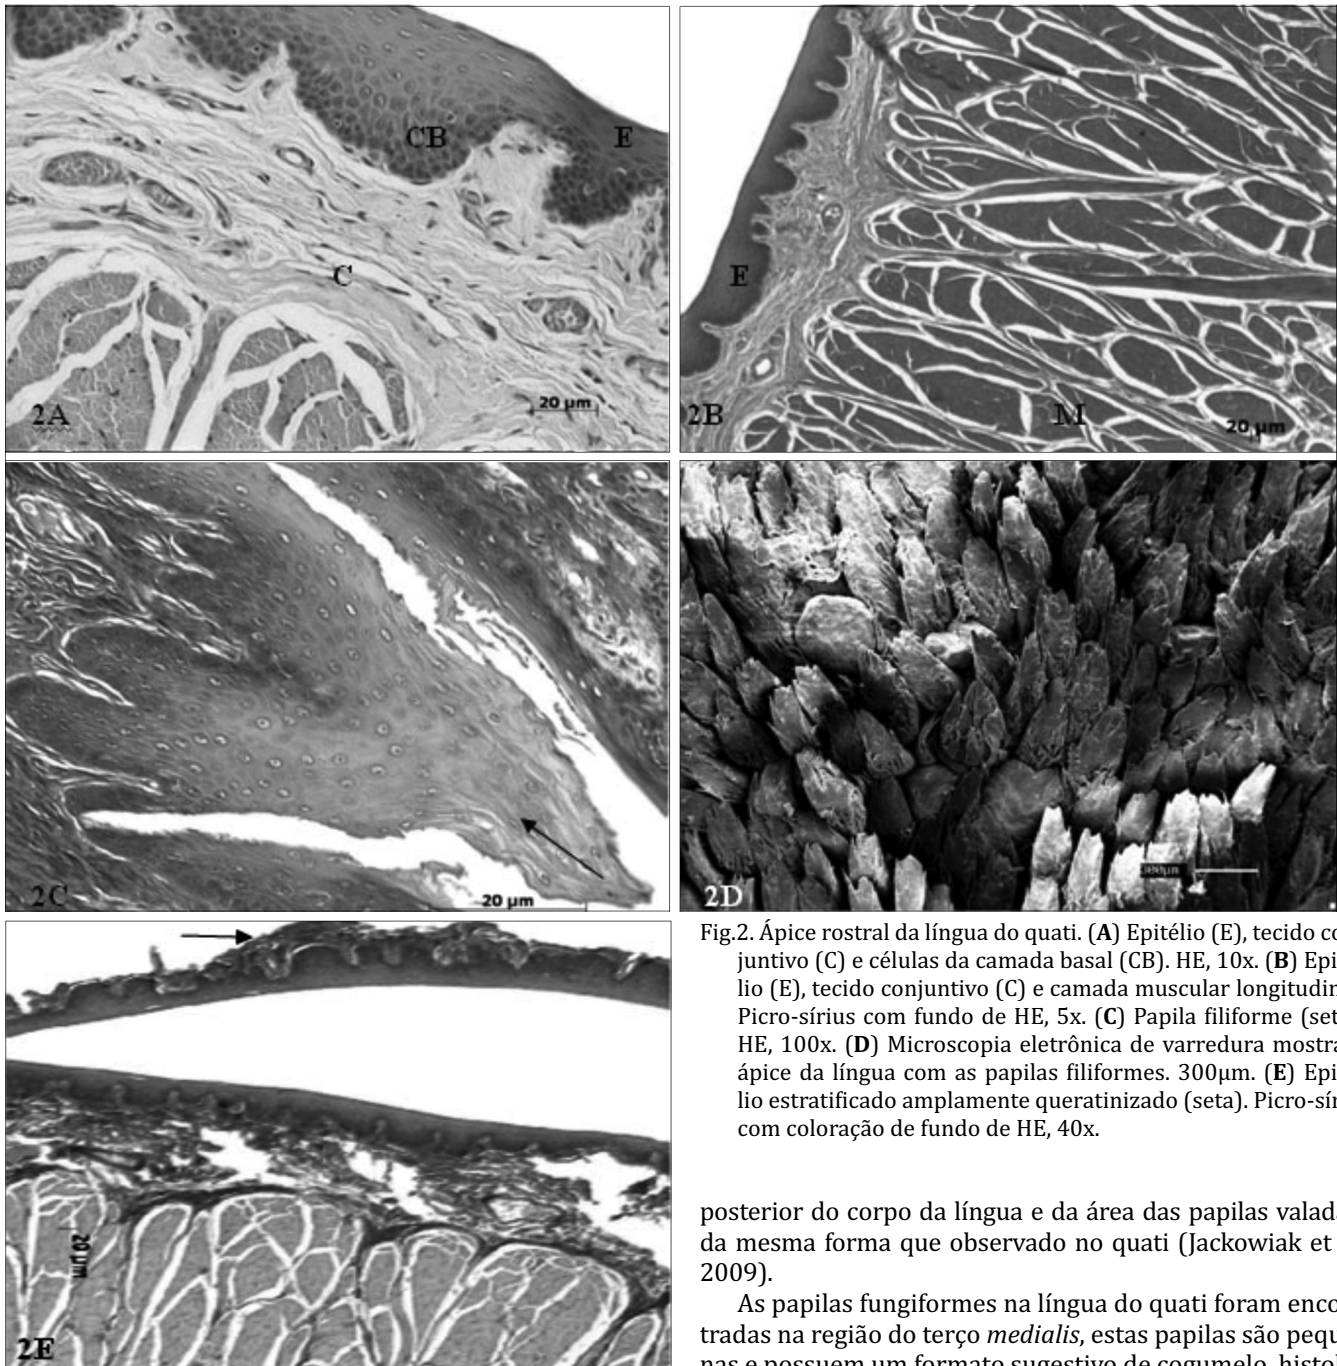 CB
E
C
2A
20 µm
E
2B
M
20 µm
2C
20 µm
2D
300µm
2E
20 µm
Fig.2. Ápice rostral da língua do quati. (A) Epitélio (E), tecido co
juntivo (C) e células da camada basal (CB). HE, 10x. (B) Epi
lio (E), tecido conjuntivo (C) e camada muscular longitudin
Picro-sírius com fundo de HE, 5x. (C) Papila filiforme (set
HE, 100x. (D) Microscopia eletrônica de varredura mostra
ápice da língua com as papilas filiformes. 300µm. (E) Epi
lio estratificado amplamente queratinizado (seta). Picro-sír
com coloração de fundo de HE, 40x.
posterior do corpo da língua e da área das papilas valada
da mesma forma que observado no quati (Jackowiak et
2009).
As papilas fungiformes na língua do quati foram enco
tradas na região do terço medialis, estas papilas são pequ
nas e possuem um formato sugestivo de cogumelo, histol